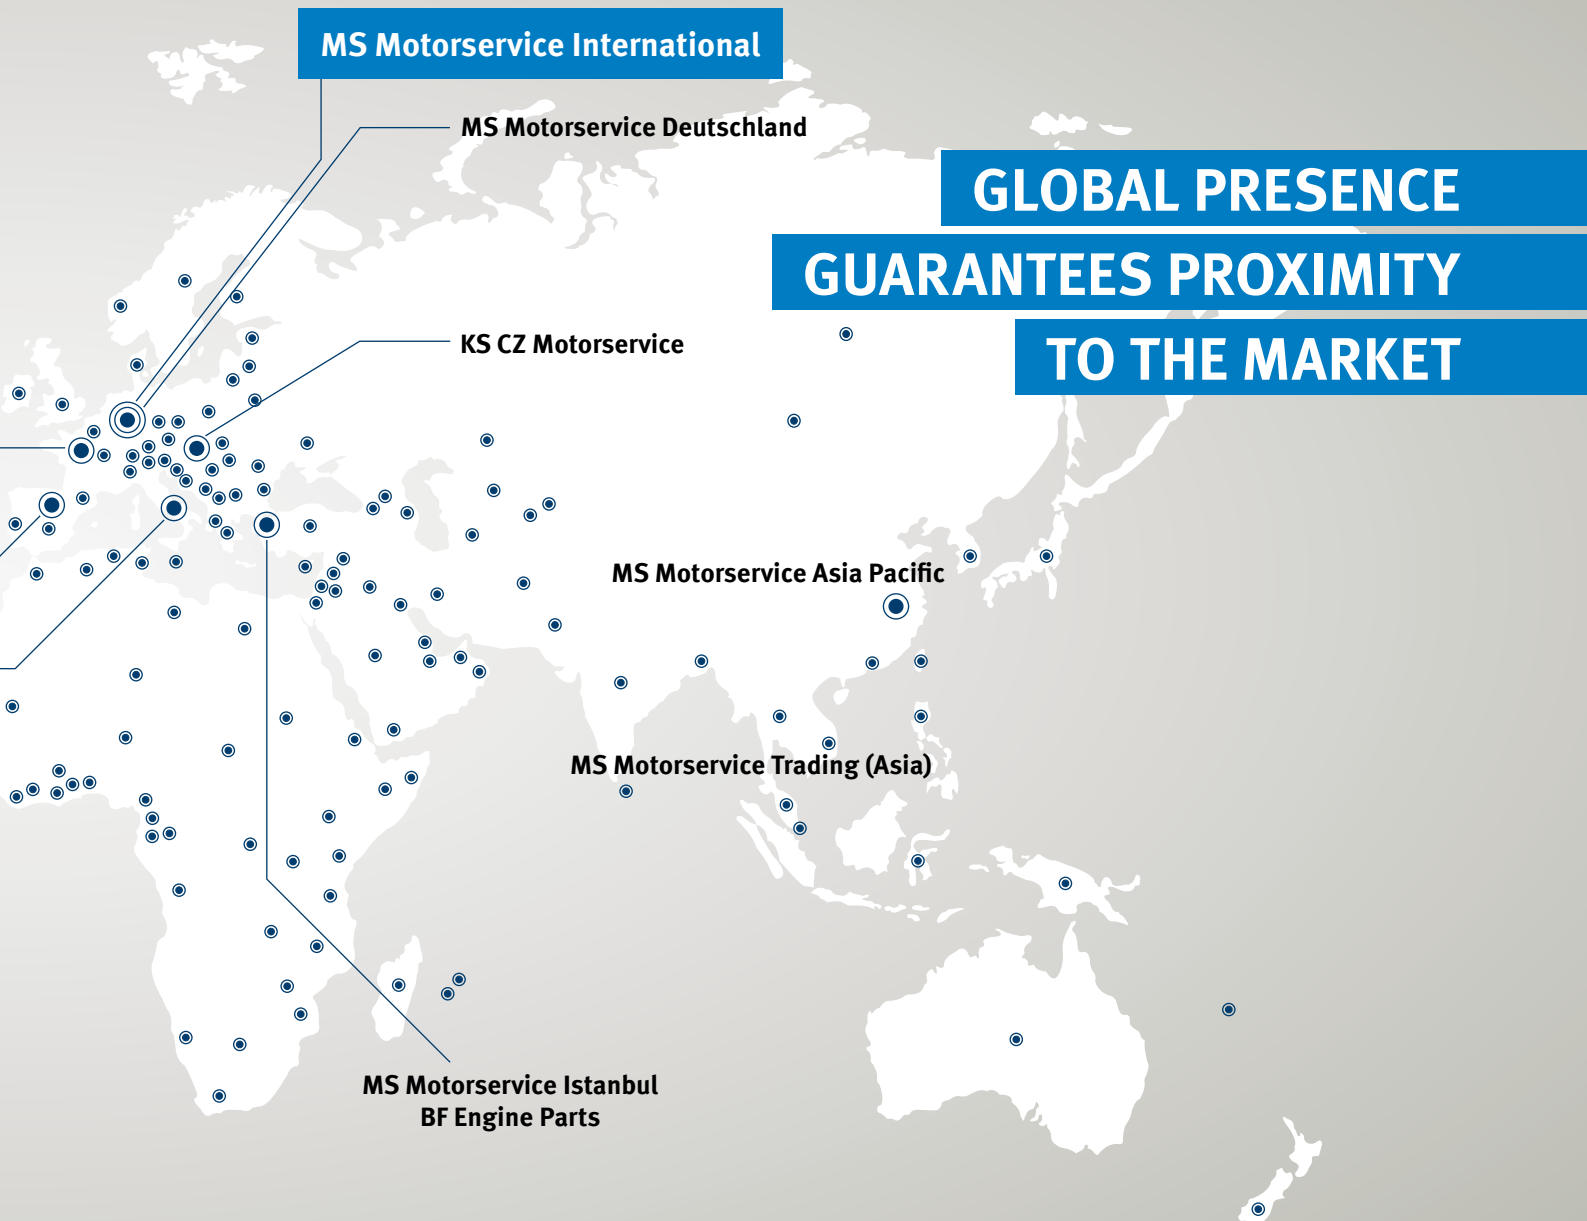 MS Motorservice International
MS Motorservice Deutschland
GLOBAL PRESENCE
GUARANTEES PROXIMITY
TO THE MARKET
KS CZ Motorservice
MS Motorservice Asia Pacific
MS Motorservice Trading (Asia)
MS Motorservice Istanbul
BF Engine Parts